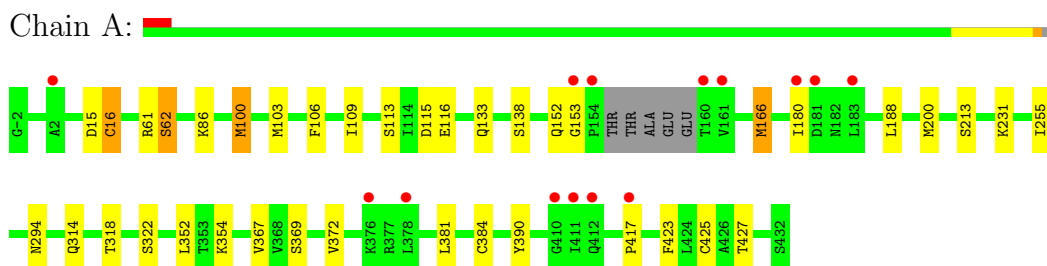 Chain A:
G-2 A2 D15 C16 R61 S62 K86 M100 M103 F106 I109 S113 I114 D115 E116 Q133 S138 Q152 G153 P154 THR THR ALA GLU GLU T160 V161 M166 I180 D181 N182 L183 L188 M200 S213 K231 I255
N294 Q314 T318 S322 L352 T353 K354 V367 V368 S369 V372 K376 R377 L378 L381 C384 Y390 G410 I411 Q412 P417 F423 L424 C425 A426 T427 S432